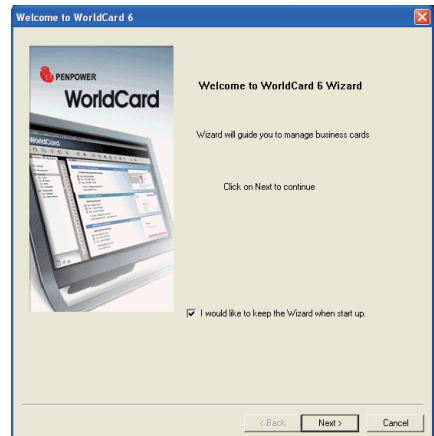 Welcome to WorldCard 6
PENPOWER
WorldCard
WorldCard
Welcome to WorldCard 6 Wizard
Wizard will guide you to manage business cards
Click on Next to continue
I would like to keep the Wizard when start up.
< Back
Next >
Cancel